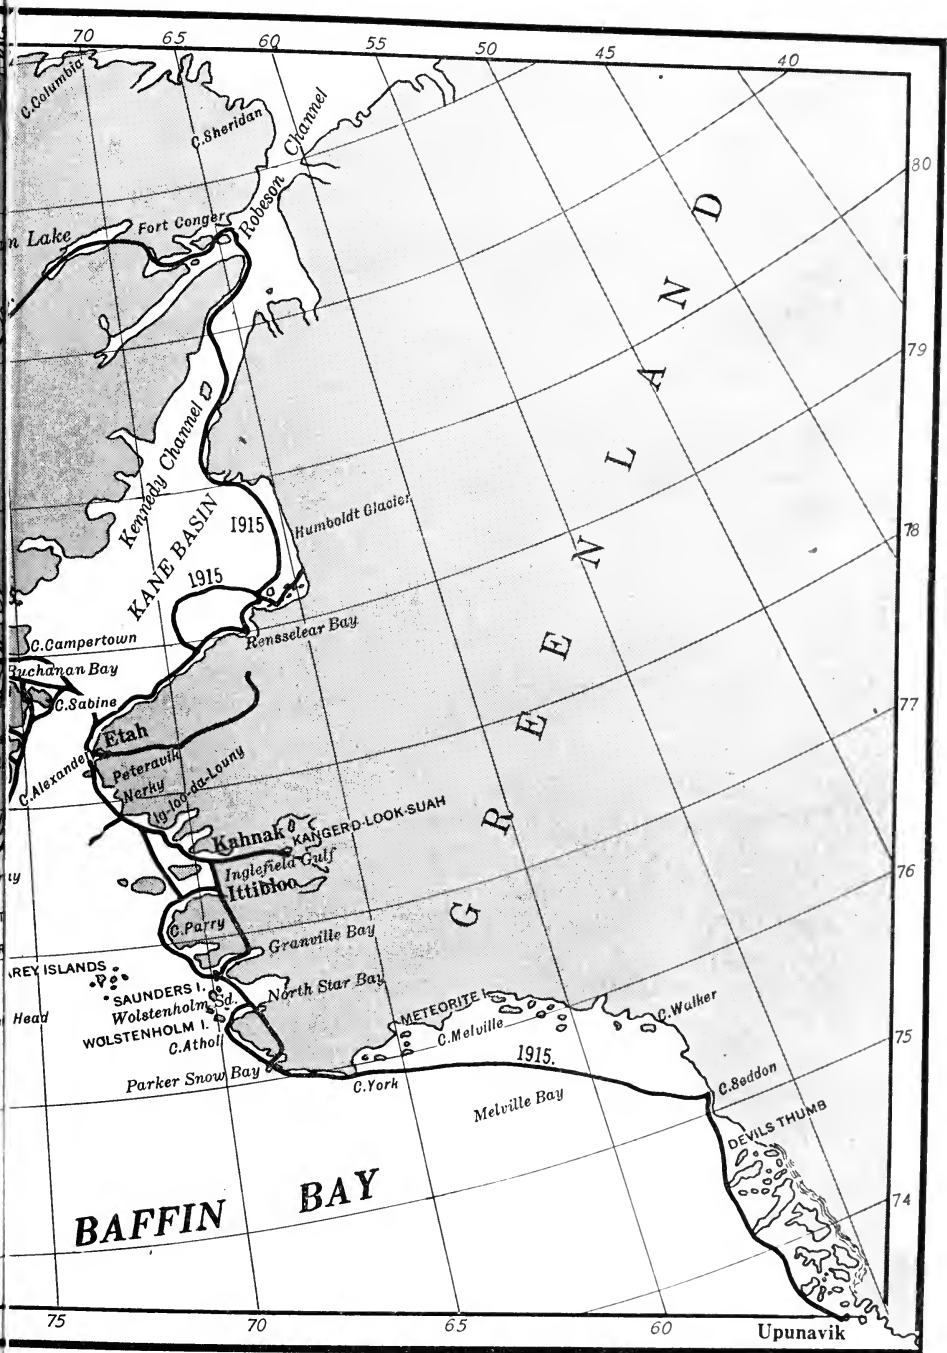 70 65 60 55 50 45 40
C. Columbia
C. Sheridan
Robeson Channel
80
Lake
Fort Conger
79
Kennedy Channel
KANE BASIN
1915
Humboldt Glacier
1915
78
C. Campertown
Rensselear Bay
Buchanan Bay
C. Sabine
77
Etah
C. Alexander
Peteravik
Nerky
Ig-loo-da-Louny
Kahnak
KANGERD-LOOK-SUAH
Inglefield Gulf
Ittibloo
76
GREENLAND
C. Parry
Granville Bay
AREY ISLANDS
SAUNDERS I.
North Star Bay
Wolstenholm Sd.
Head
WOLSTENHOLM I.
METEORITE I.
C. Walker
C. Athol
C. Melville
75
Parker Snow Bay
1915.
C. York
C. Seddon
Melville Bay
DEVILS THUMB
BAFFIN BAY
74
75 70 65 60
Upunavik